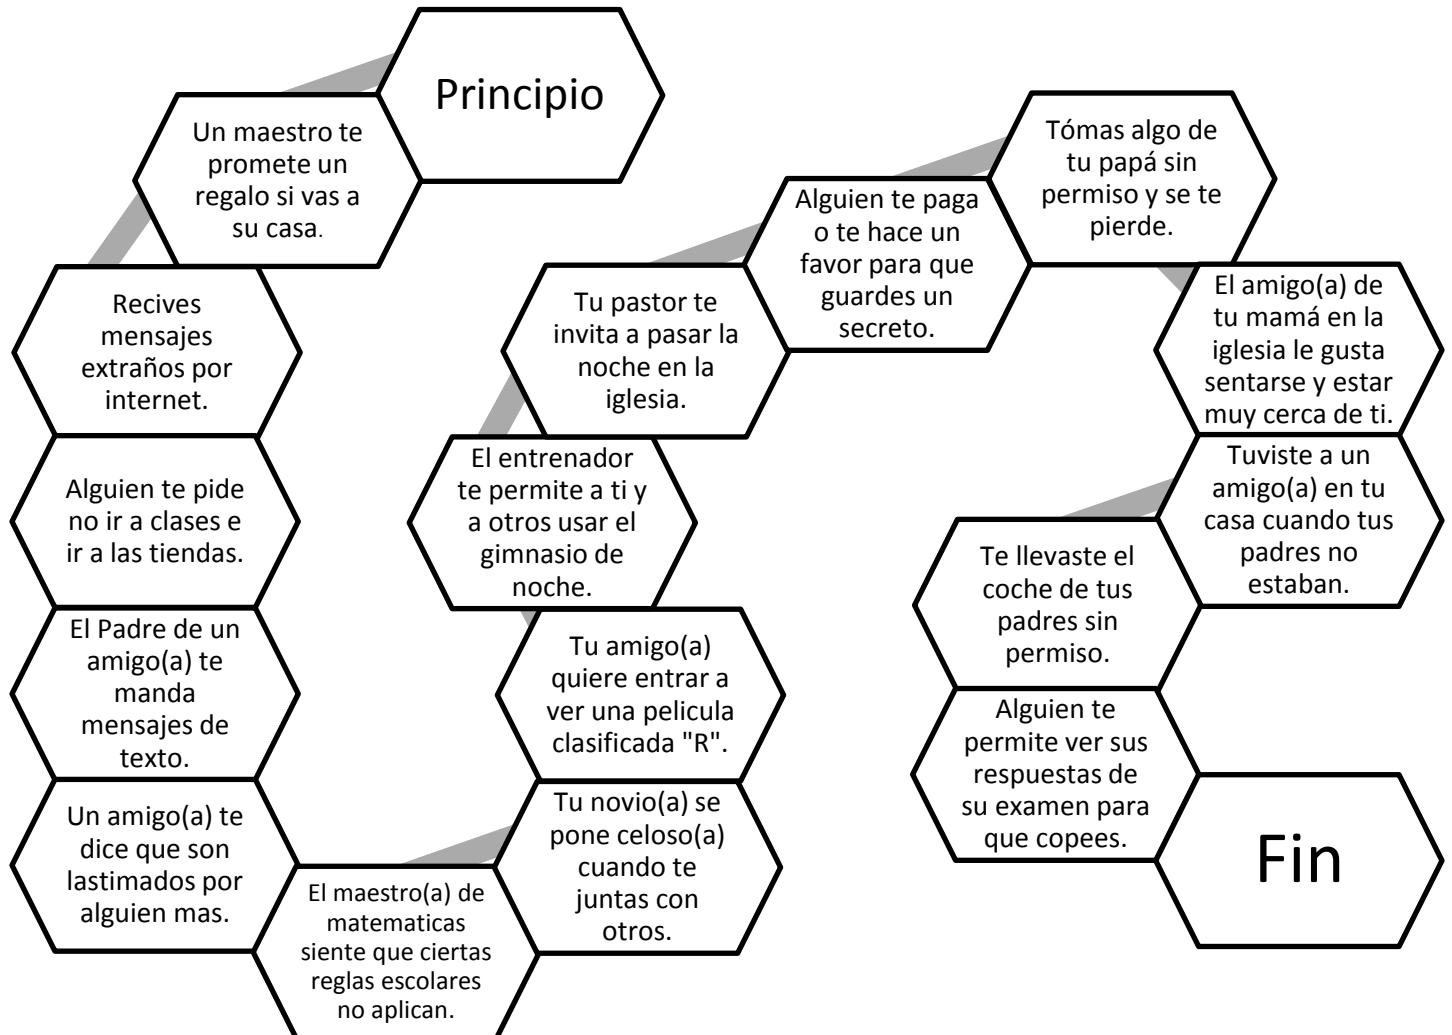 Principio
Un maestro te
promete un
regalo si vas a
su casa.
Recives
mensajes
extraños por
internet.
Alguien te pide
no ir a clases e
ir a las tiendas.
El Padre de un
amigo(a) te
manda
mensajes de
texto.
Un amigo(a) te
dice que son
lastimados por
alguien mas.
El maestro(a) de
matematicas
siente que ciertas
reglas escolares
no aplican.
Tu novio(a) se
pone celoso(a)
cuando te
juntas con
otros.
Tu amigo(a)
quiere entrar a
ver una pelicula
clasificada "R".
El entrenador
te permite a ti y
a otros usar el
gimnasio de
noche.
Tu pastor te
invita a pasar la
noche en la
iglesia.
Alguien te paga
o te hace un
favor para que
guardes un
secreto.
Tómas algo de
tu papá sin
permiso y se te
pierde.
El amigo(a) de
tu mamá en la
iglesia le gusta
sentarse y estar
muy cerca de ti.
Tuviste a un
amigo(a) en tu
casa cuando tus
padres no
estaban.
Te llevaste el
coche de tus
padres sin
permiso.
Alguien te
permite ver sus
respuestas de
su examen para
que copees.
Fin